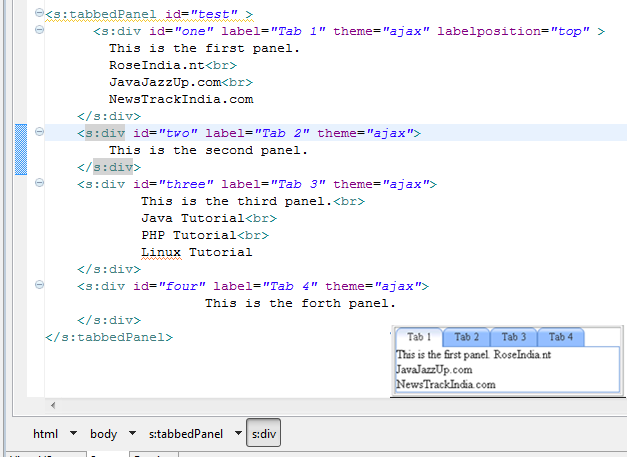 <s:tabbedPanel id="test" >
<s:div id="one" label="Tab 1" theme="ajax" labelposition="top" >
This is the first panel.
RoseIndia.nt<br>
JavaJazzUp.com<br>
NewsTrackIndia.com
</s:div>
<s:div id="two" label="Tab 2" theme="ajax">
This is the second panel.
</s:div>
<s:div id="three" label="Tab 3" theme="ajax">
This is the third panel.<br>
Java Tutorial<br>
PHP Tutorial<br>
Linux Tutorial
</s:div>
<s:div id="four" label="Tab 4" theme="ajax">
This is the forth panel.
</s:div>
</s:tabbedPanel>
Tab 1 Tab 2 Tab 3 Tab 4
This is the first panel. RoseIndia.nt
JavaJazzUp.com
NewsTrackIndia.com
html body s:tabbedPanel s:div